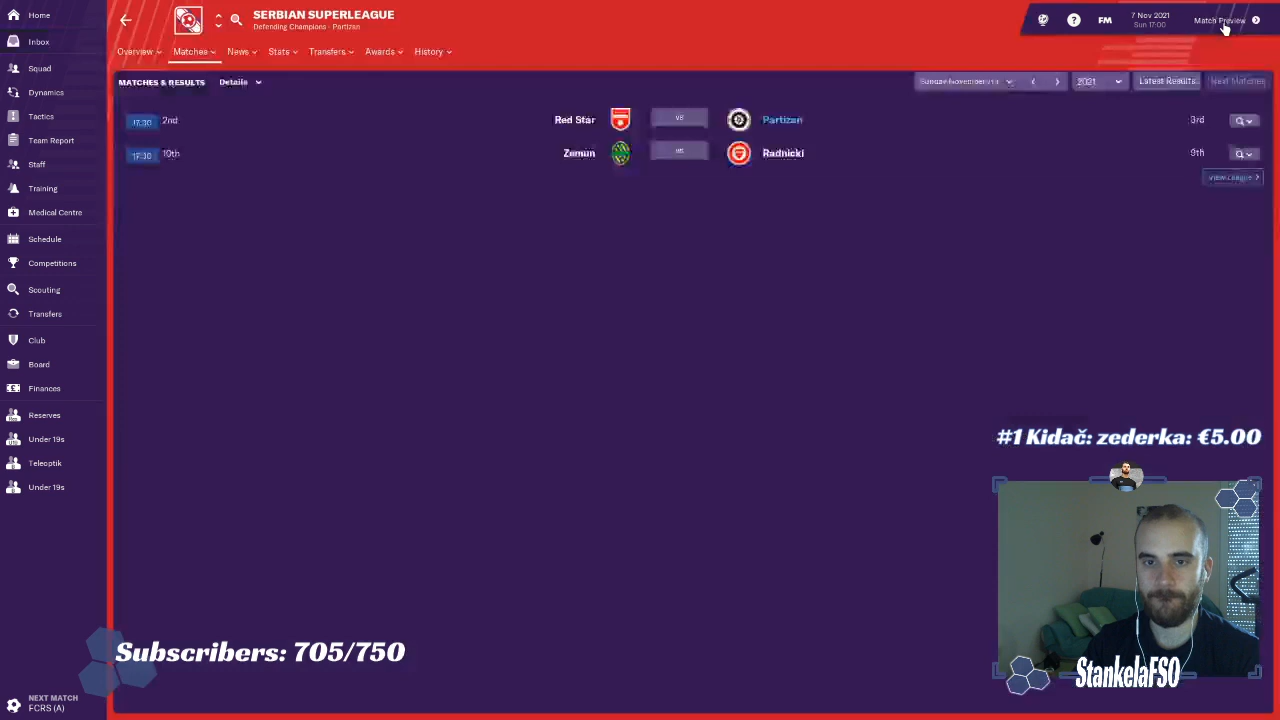 SERBIAN SUPERLEAGUE
Defending Champions - Partizan
7 Nov 2021
Sun 17:00
Match Preview
FM
Overview
Matches
News
Stats
Transfers
Awards
History
MATCHES & RESULTS
Details
2021
Latest Results
Next Matches
17:30 2nd Red Star VS Partizan 3rd
17:30 Zemun Radnicki 9th
View League
Home
Inbox
Squad
Dynamics
Tactics
Team Report
Staff
Training
Medical Centre
Schedule
Competitions
Scouting
Transfers
Club
Board
Finances
Reserves
Under 19s
Teleoptik
Under 19s
NEXT MATCH
FCRS (A)
#1 Kidač: zederka: €5.00
Subscribers: 705/750
StankelaFSO